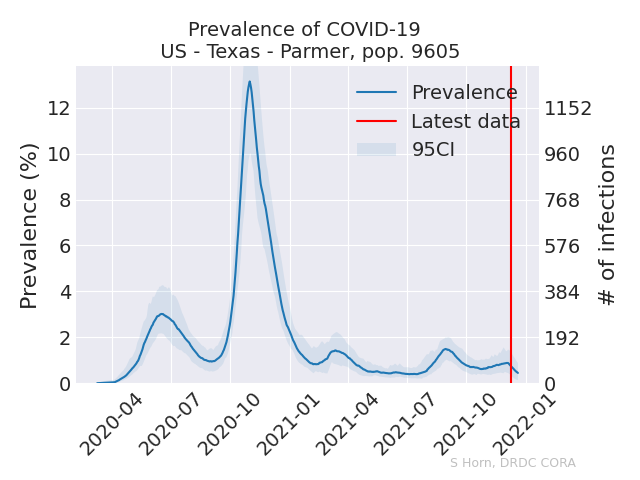 Prevalence of COVID-19
US - Texas - Parmer, pop. 9605
Prevalence
Latest data
95CI
Prevalence (%)
12
10
8
6
4
2
0
1152
960
768
576
384
192
0
# of infections
2020-04
2020-07
2020-10
2021-01
2021-04
2021-07
2021-10
2022-01
S Horn, DRDC CORA